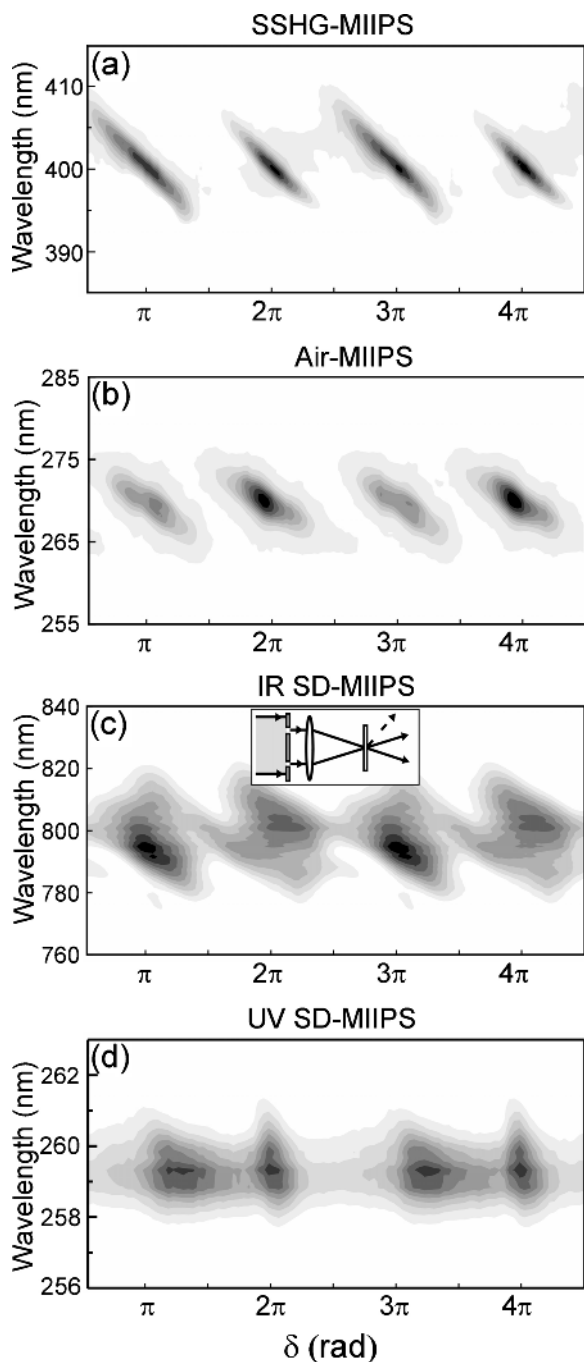 SSHG-MIIPS
(a)
Wavelength (nm)
410
400
390
π
2π
3π
4π
Air-MIIPS
(b)
Wavelength (nm)
285
275
265
255
π
2π
3π
4π
IR SD-MIIPS
(c)
Wavelength (nm)
840
820
800
780
760
π
2π
3π
4π
UV SD-MIIPS
(d)
Wavelength (nm)
262
260
258
256
π
2π
3π
4π
δ (rad)